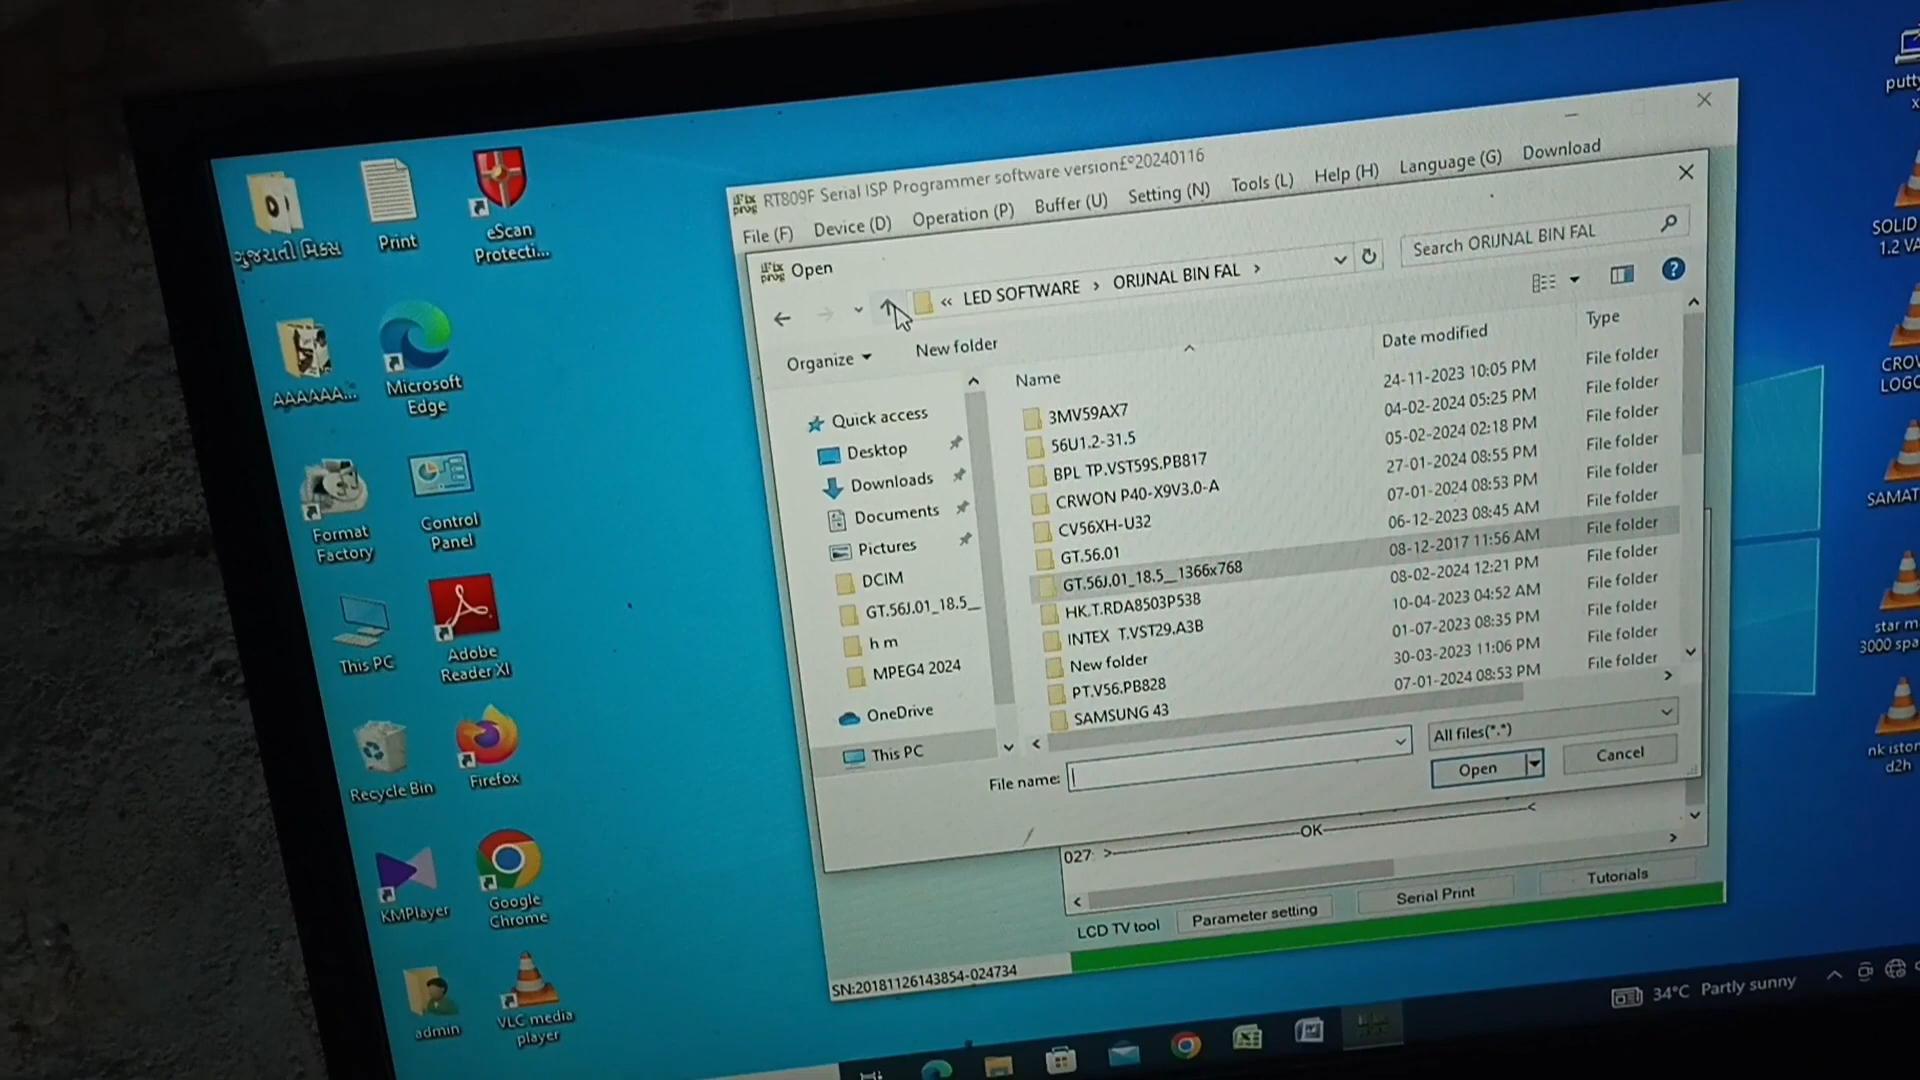 ગુજરાતી મિક્સ
Print
eScan
Protecti...
AAAAAA...
Microsoft
Edge
Format
Factory
Control
Panel
This PC
Adobe
Reader XI
Recycle Bin
Firefox
KMPlayer
Google
Chrome
admin
VLC media
player
RT809F Serial ISP Programmer software version£º20240116
File (F) Device (D) Operation (P) Buffer (U) Setting (N) Tools (L) Help (H) Language (G) Download
Open
« LED SOFTWARE › ORIJNAL BIN FAL ›
Search ORIJNAL BIN FAL
Organize
New folder
Quick access
Desktop
Downloads
Documents
Pictures
DCIM
GT.56J.01_18.5_
h m
MPEG4 2024
OneDrive
This PC
Name Date modified Type
3MV59AX7 24-11-2023 10:05 PM File folder
56U1.2-31.5 04-02-2024 05:25 PM File folder
BPL TP.VST59S.PB817 05-02-2024 02:18 PM File folder
CRWON P40-X9V3.0-A 27-01-2024 08:55 PM File folder
CV56XH-U32 07-01-2024 08:53 PM File folder
GT.56.01 06-12-2023 08:45 AM File folder
GT.56J.01_18.5__1366x768 08-12-2017 11:56 AM File folder
HK.T.RDA8503P538 08-02-2024 12:21 PM File folder
INTEX T.VST29.A3B 10-04-2023 04:52 AM File folder
New folder 01-07-2023 08:35 PM File folder
PT.V56.PB828 30-03-2023 11:06 PM File folder
SAMSUNG 43 07-01-2024 08:53 PM File folder
File name:
All files(*.*)
Open
Cancel
027: >——OK——<
LCD TV tool
Parameter setting
Serial Print
Tutorials
SN:20181126143854-024734
34°C Partly sunny
putty
SOLID
CROW
LOGO
SAMAT
star m
3000 spa
nk istor
d2h